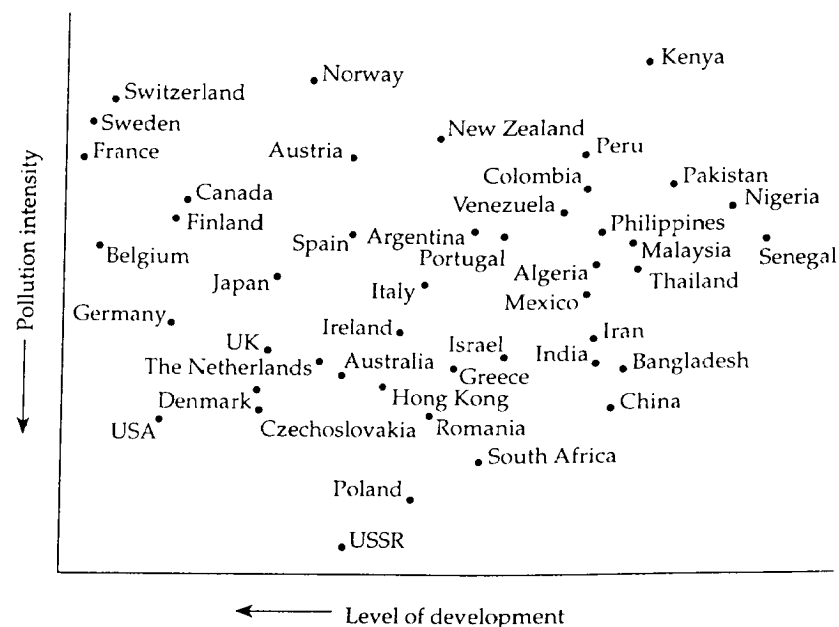 Kenya
Norway
Switzerland
Sweden
New Zealand
France
Austria
Peru
Colombia
Pakistan
Canada
Venezuela
Nigeria
Finland
Philippines
Spain
Argentina
Belgium
Portugal
Malaysia
Senegal
Japan
Algeria
Thailand
Italy
Mexico
Germany
Ireland
Iran
UK
Israel
India
The Netherlands
Australia
Greece
Bangladesh
Denmark
Hong Kong
China
USA
Czechoslovakia
Romania
South Africa
Poland
USSR
Pollution intensity
Level of development